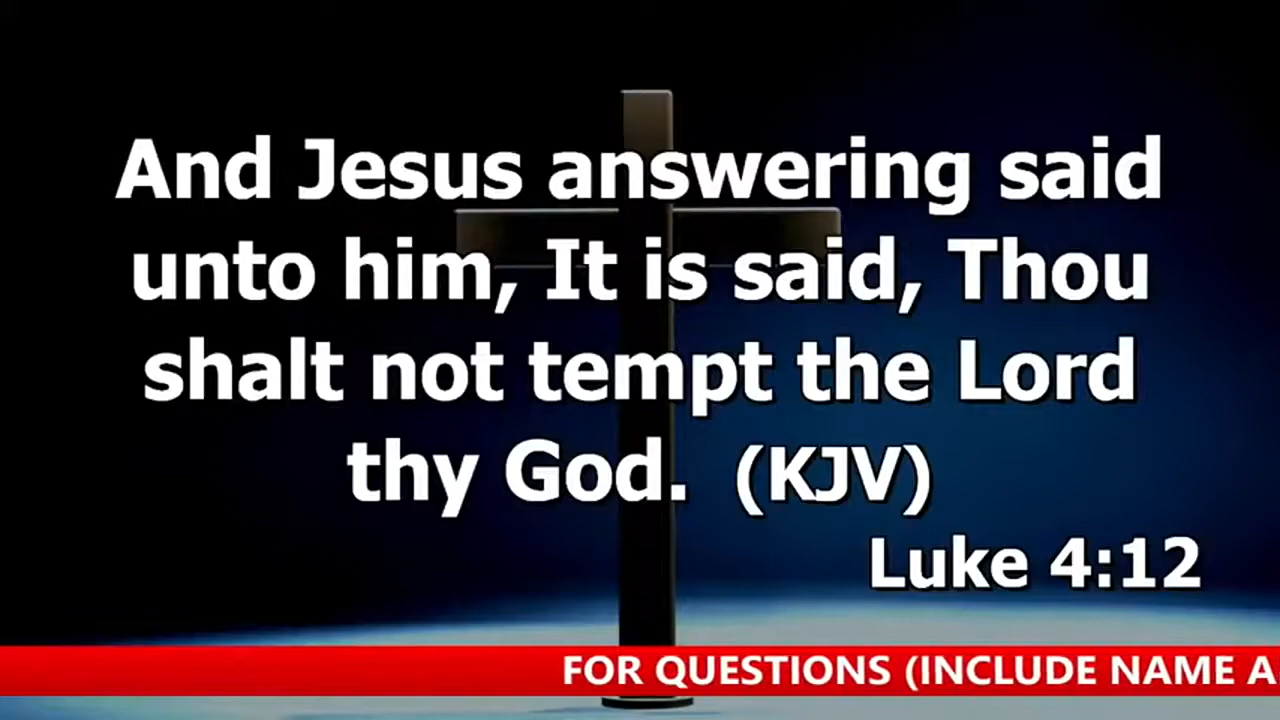 And Jesus answering said
unto him, It is said, Thou
shalt not tempt the Lord
thy God. (KJV)
Luke 4:12
FOR QUESTIONS (INCLUDE NAME A